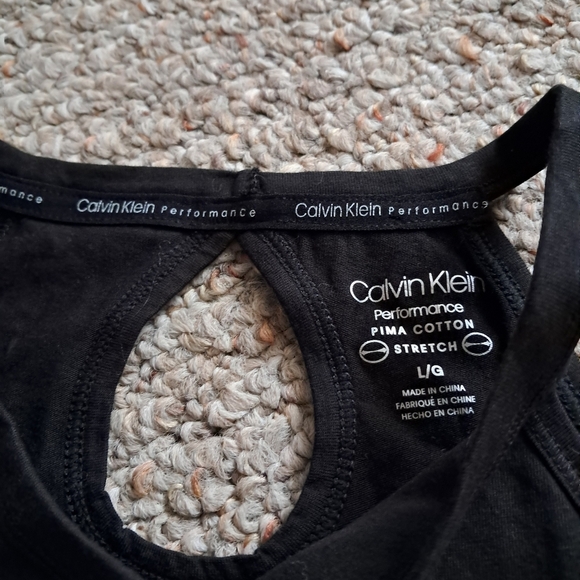 mance Calvin Klein Performance Calvin Klein Performance
Calvin Klein
Performance
PIMA COTTON
STRETCH
L/G
MADE IN CHINA
FABRIQUÉ EN CHINE
HECHO EN CHINA